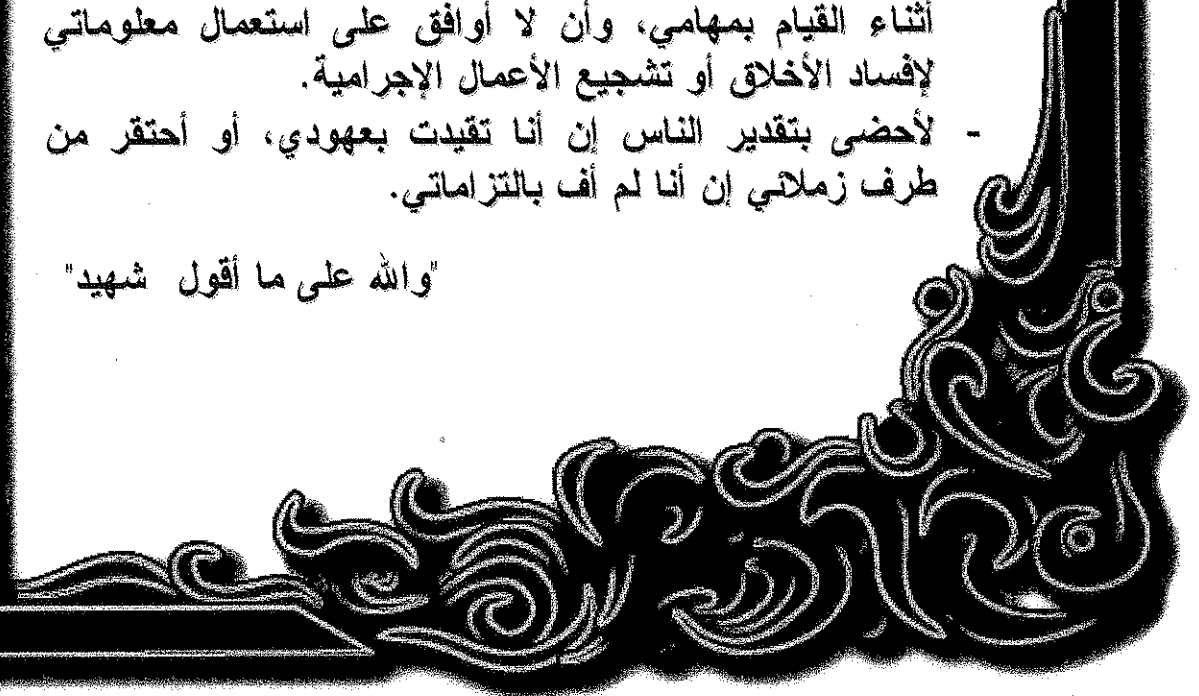 أثناء القيام بمهامي، وأن لا أوافق على استعمال معلوماتي
لإفساد الأخلاق أو تشجيع الأعمال الإجرامية.
- لأحضى بتقدير الناس إن أنا تقيدت بعهودي، أو أحتقر من
طرف زملائي إن أنا لم أف بالتزاماتي.
"والله على ما أقول شهيد"